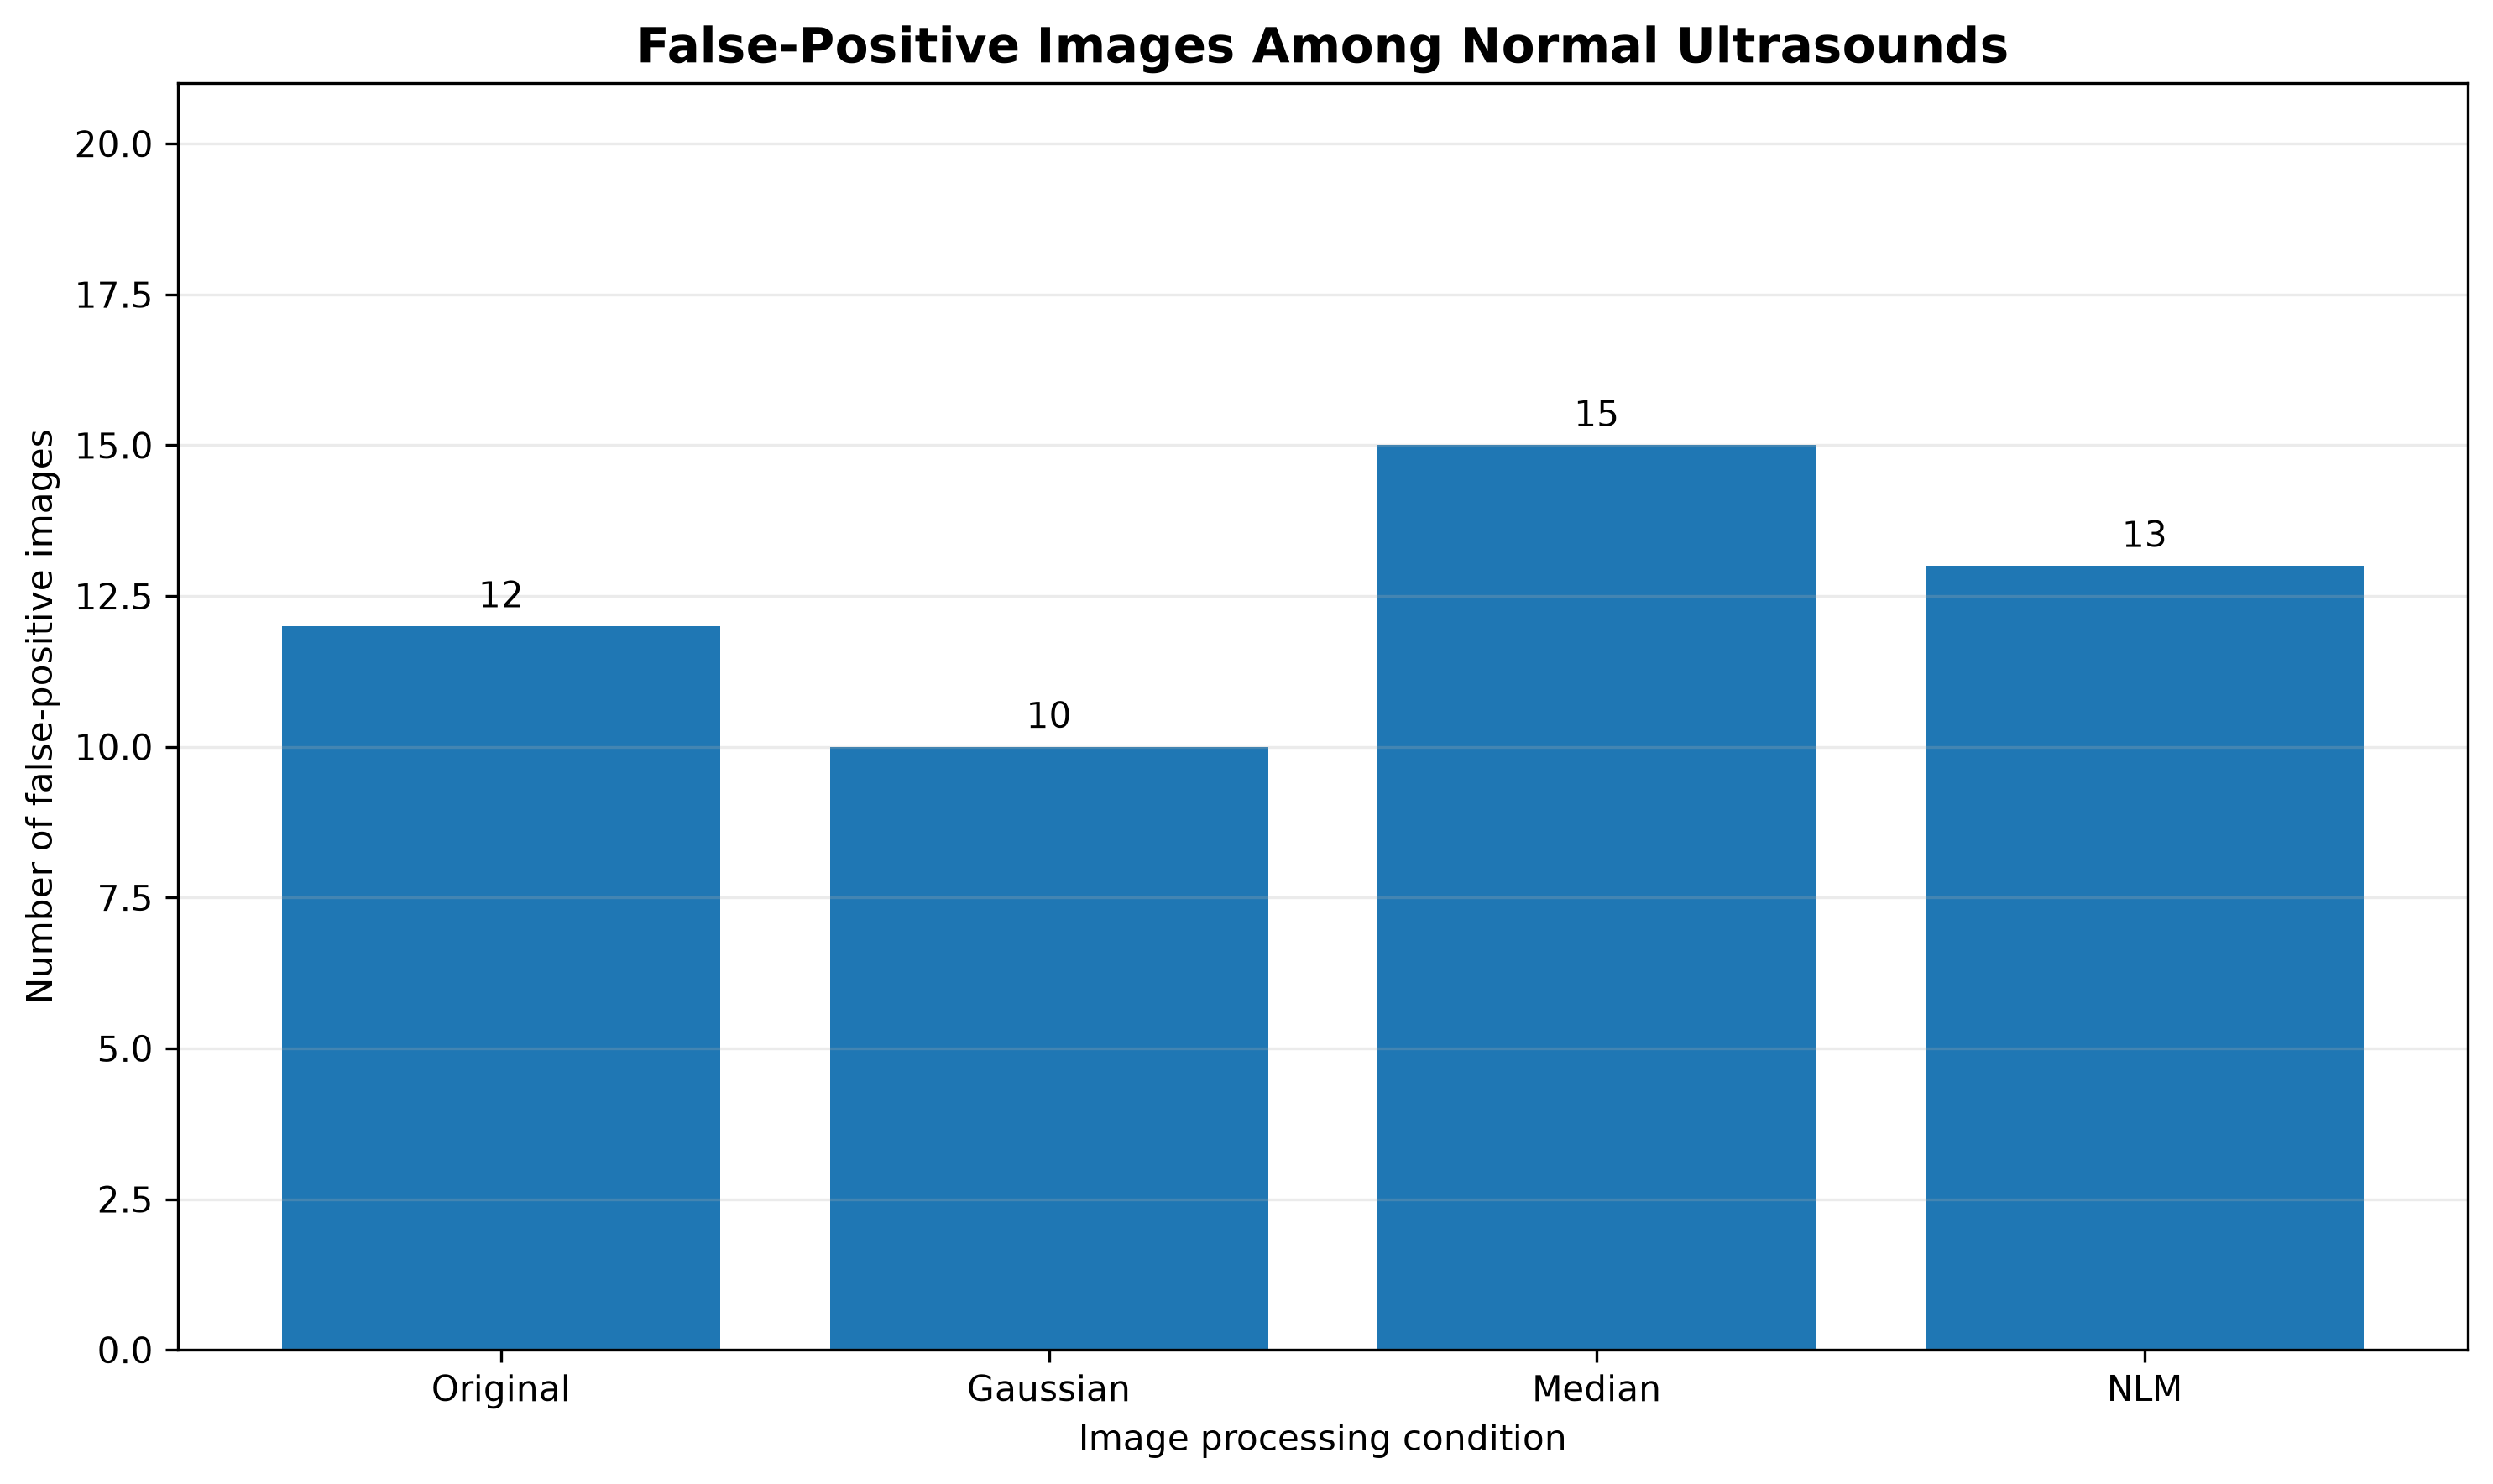 False-Positive Images Among Normal Ultrasounds
Number of false-positive images
20.0
17.5
15.0
12.5
10.0
7.5
5.0
2.5
0.0
12
10
15
13
Original
Gaussian
Median
NLM
Image processing condition